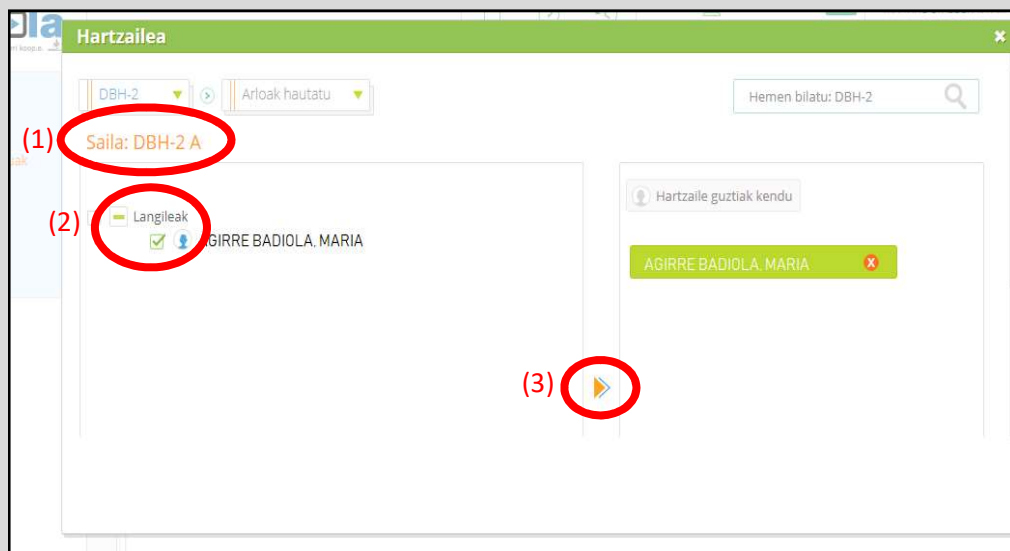 Hartzailea
DBH-2
Arloak hautatu
Hemen bilatu: DBH-2
(1)
Saila: DBH-2 A
Hartzaile guztiak kendu
(2)
Langileak
AGIRRE BADIOLA, MARIA
AGIRRE BADIOLA, MARIA
(3)